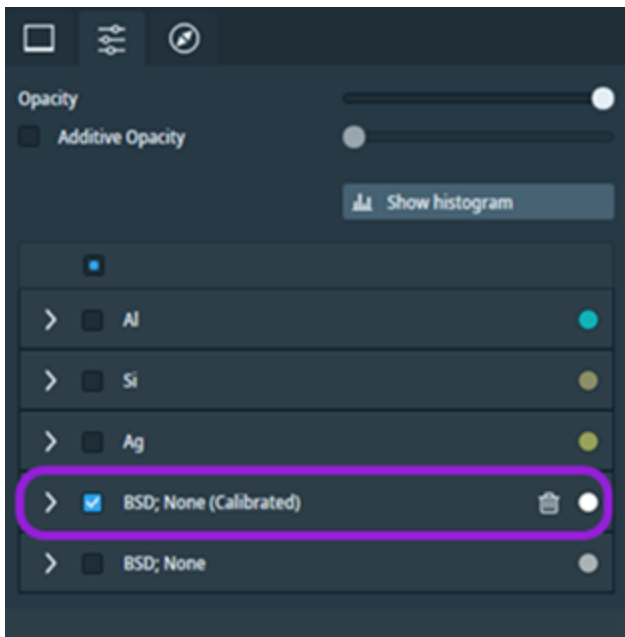 Opacity
Additive Opacity
Show histogram
Al
Si
Ag
BSD; None (Calibrated)
BSD; None